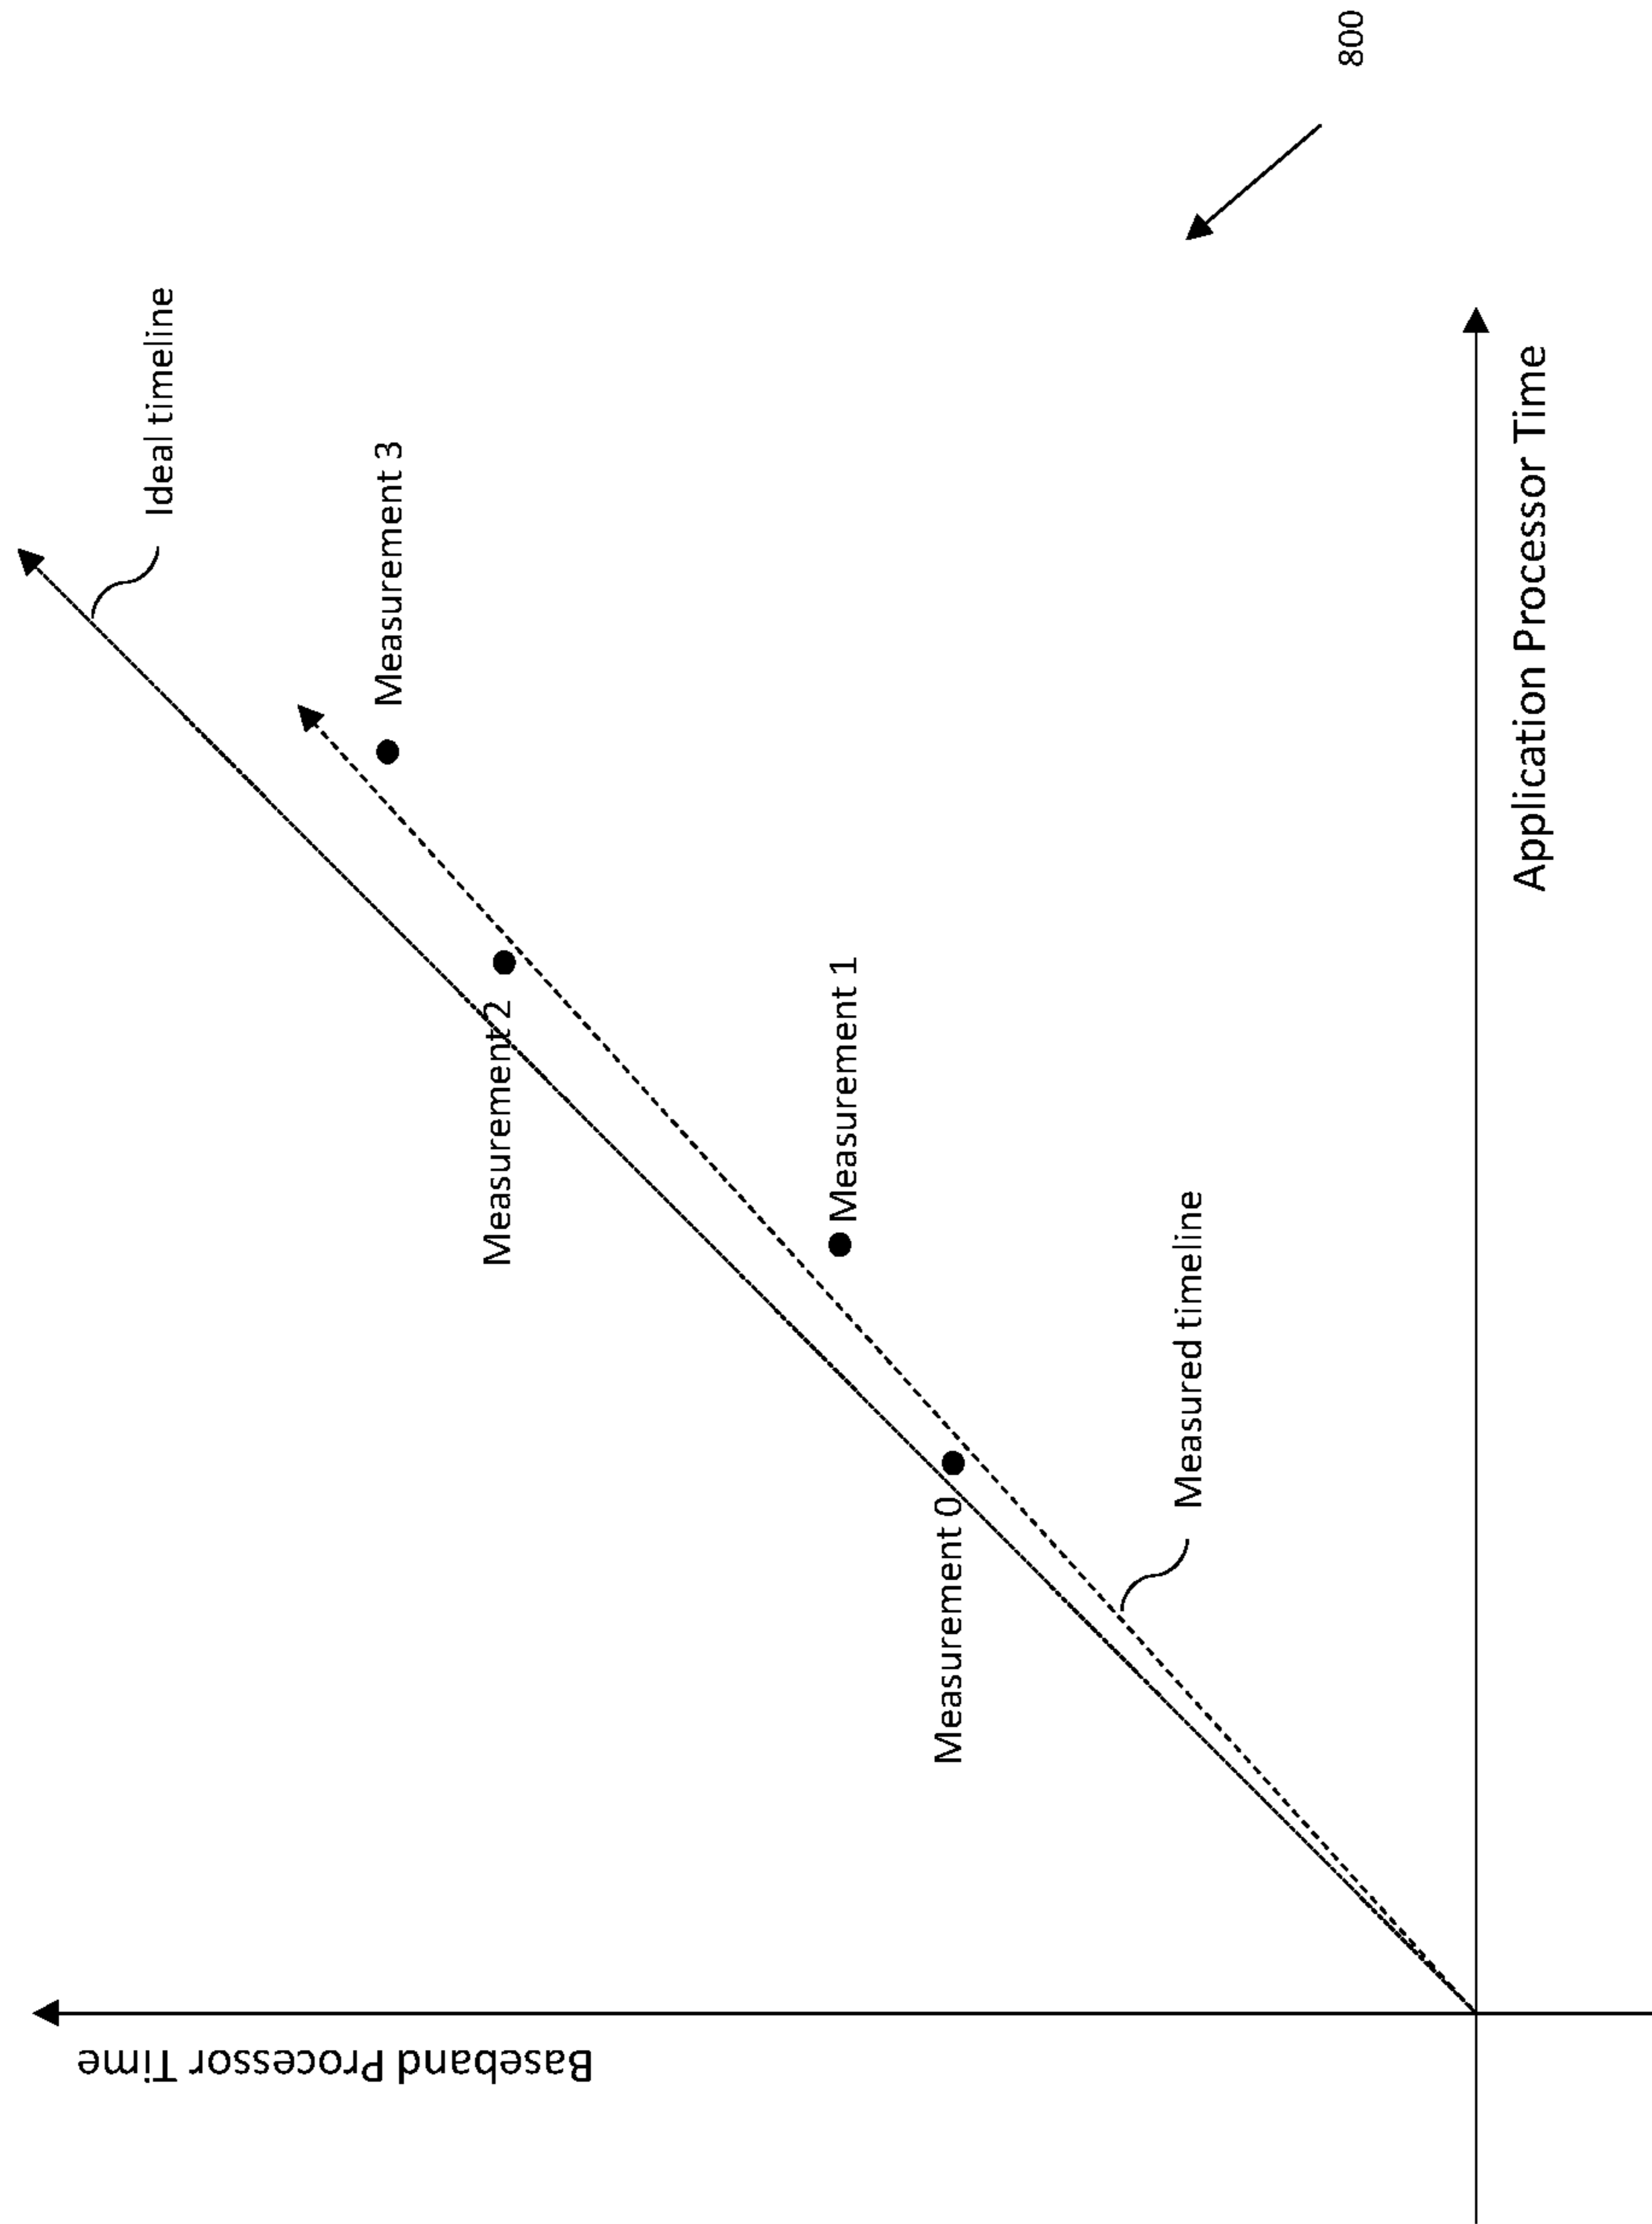 Baseband Processor Time
Ideal timeline
Measurement 3
Measurement 2
Measurement 1
Measurement 0
Measured timeline
Application Processor Time
800